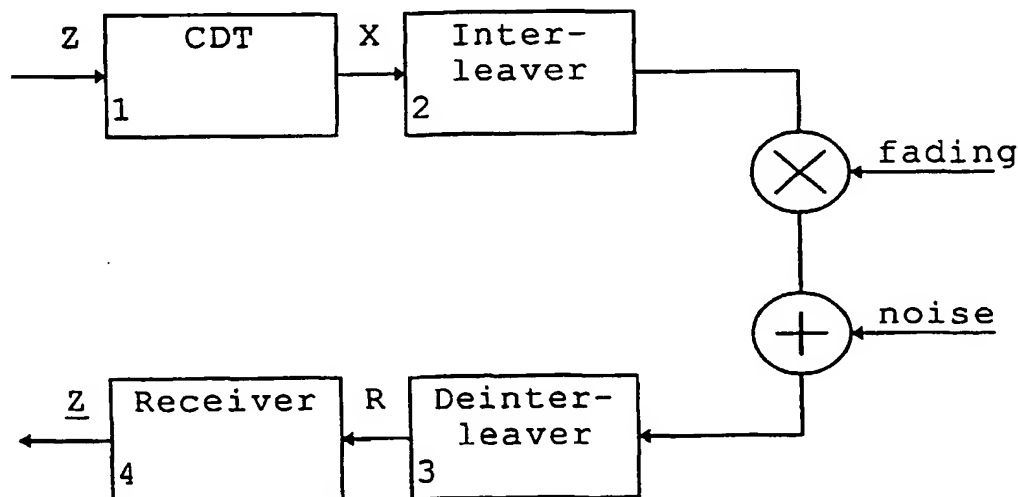 Z
CDT
1
X
Inter-
leaver
2
fading
noise
Z
Receiver
4
R
Deinter-
leaver
3